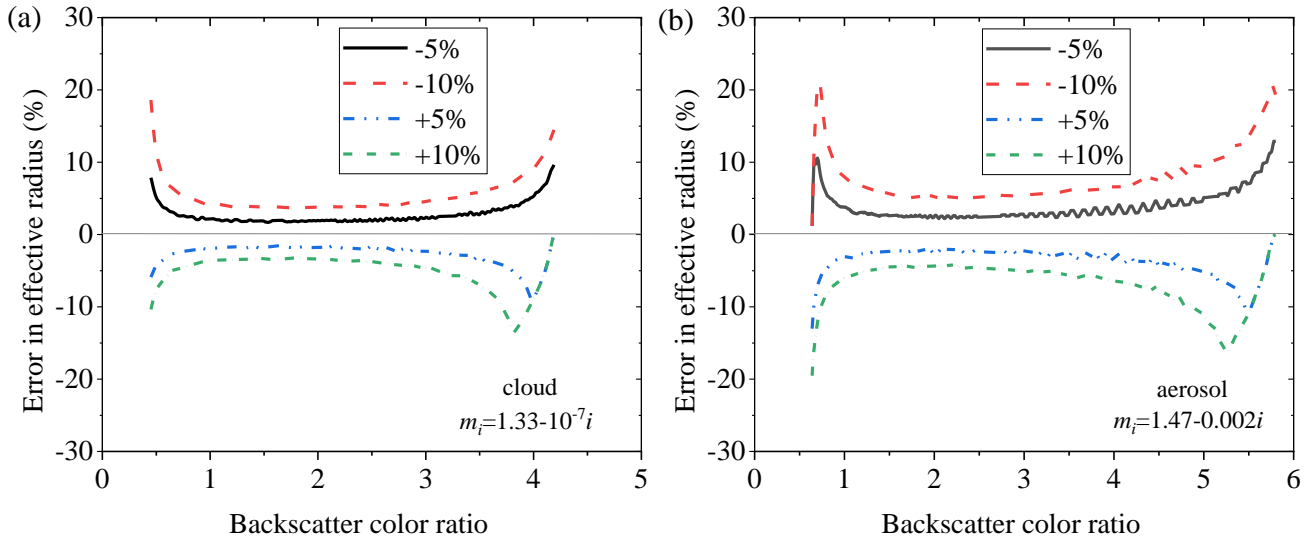 (a)
30
20
10
0
-10
-20
-30
Error in effective radius (%)
-5%
-10%
+5%
+10%
cloud
m_i=1.33-10^-7i
0 1 2 3 4 5
Backscatter color ratio
(b)
30
20
10
0
-10
-20
-30
Error in effective radius (%)
-5%
-10%
+5%
+10%
aerosol
m_i=1.47-0.002i
0 1 2 3 4 5 6
Backscatter color ratio